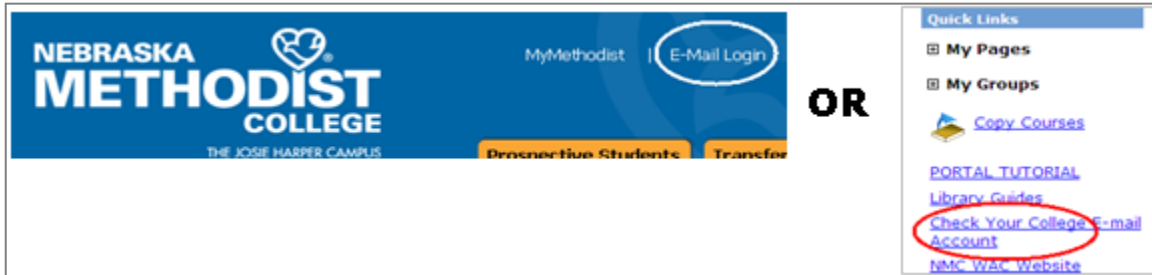 NEBRASKA
METHODIST
COLLEGE
THE JOSIE HARPER CAMPUS
MyMethodist | E-Mail Login
Prospective Students
Transfer
OR
Quick Links
My Pages
My Groups
Copy Courses
PORTAL TUTORIAL
Library Guides
Check Your College E-mail
Account
NMC WAC Website